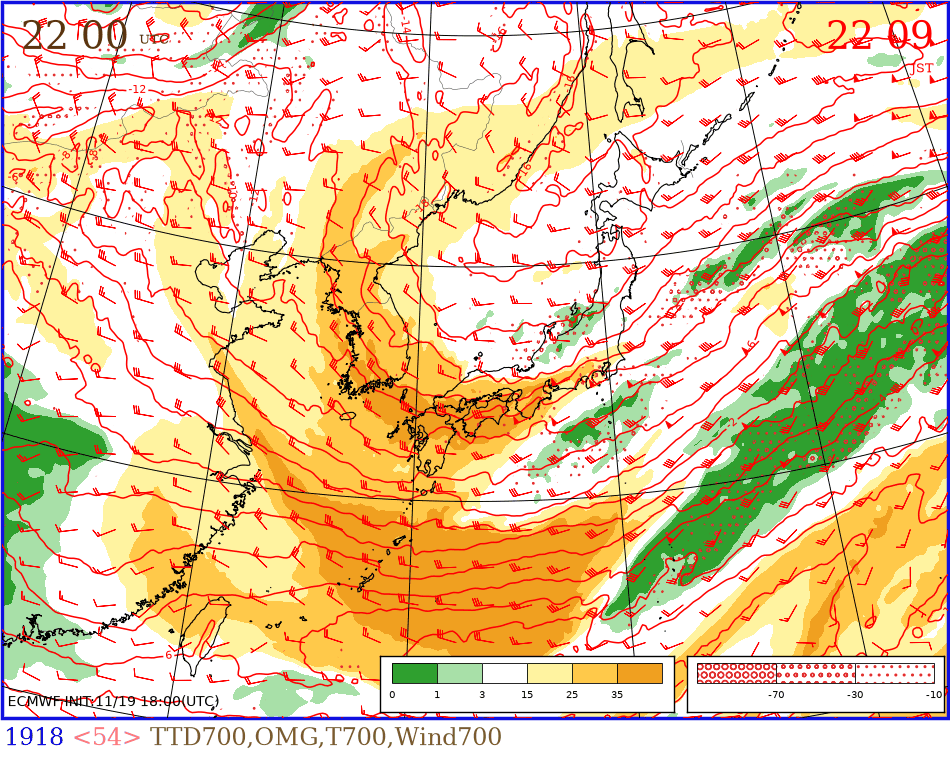 22 00 UTC
22 09 JST
-12
6
0 1 3 15 25 35
-70 -30 -10
ECMWF INIT:11/19 18:00(UTC)
1918 <54> TTD700,OMG,T700,Wind700